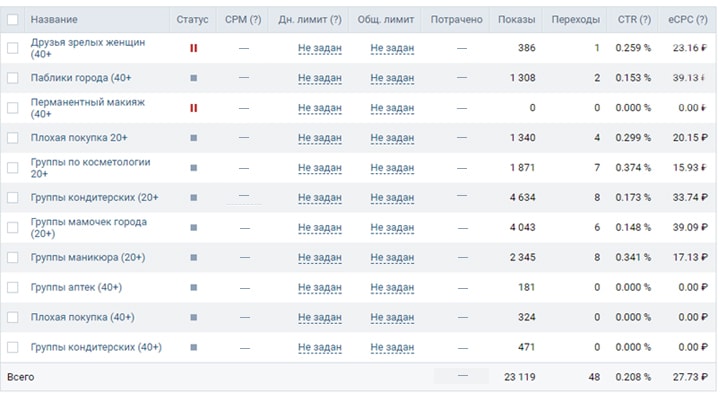 Название Статус CPM (?) Дн. лимит (?) Общ. лимит Потрачено Показы Переходы CTR (?) eCPC (?)
Друзья зрелых женщин
(40+ — Не задан Не задан — 386 1 0.259 % 23.16 ₽
Паблики города (40+ — Не задан Не задан — 1 308 2 0.153 % 39.13 ₽
Перманентный макияж
(40+ — Не задан Не задан — 0 0 0.000 % 0.00 ₽
Плохая покупка 20+ — Не задан Не задан — 1 340 4 0.299 % 20.15 ₽
Группы по косметологии
20+ — Не задан Не задан — 1 871 7 0.374 % 15.93 ₽
Группы кондитерских (20+ — Не задан Не задан — 4 634 8 0.173 % 33.74 ₽
Группы мамочек города
(20+) — Не задан Не задан — 4 043 6 0.148 % 39.09 ₽
Группы маникюра (20+) — Не задан Не задан — 2 345 8 0.341 % 17.13 ₽
Группы аптек (40+) — Не задан Не задан — 181 0 0.000 % 0.00 ₽
Плохая покупка (40+) — Не задан Не задан — 324 0 0.000 % 0.00 ₽
Группы кондитерских (40+) — Не задан Не задан — 471 0 0.000 % 0.00 ₽
Всего — 23 119 48 0.208 % 27.73 ₽